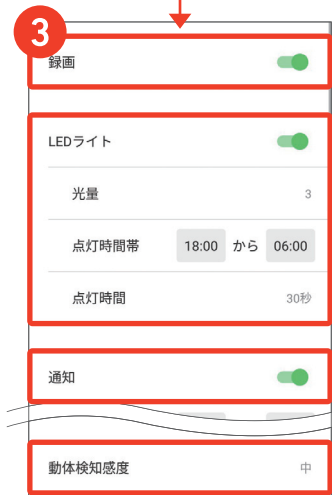 3
録画
LEDライト
光量 3
点灯時間帯 18:00 から 06:00
点灯時間 30秒
通知
動体検知感度 中